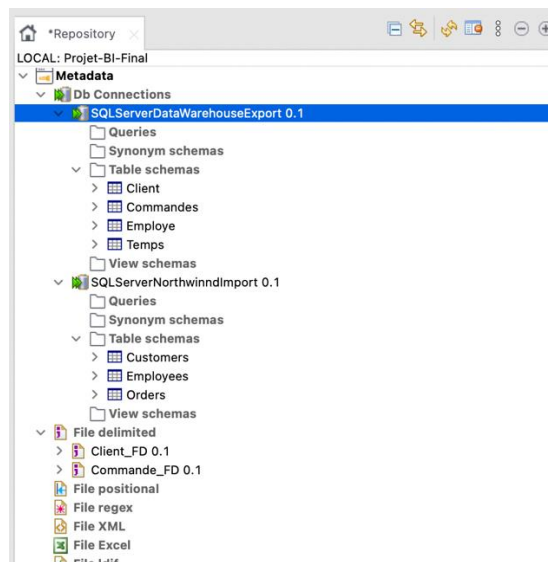 *Repository
LOCAL: Projet-BI-Final
Metadata
Db Connections
SQLServerDataWarehouseExport 0.1
Queries
Synonym schemas
Table schemas
Client
Commandes
Employe
Temps
View schemas
SQLServerNorthwinndImport 0.1
Queries
Synonym schemas
Table schemas
Customers
Employees
Orders
View schemas
File delimited
Client_FD 0.1
Commande_FD 0.1
File positional
File regex
File XML
File Excel
File ldif